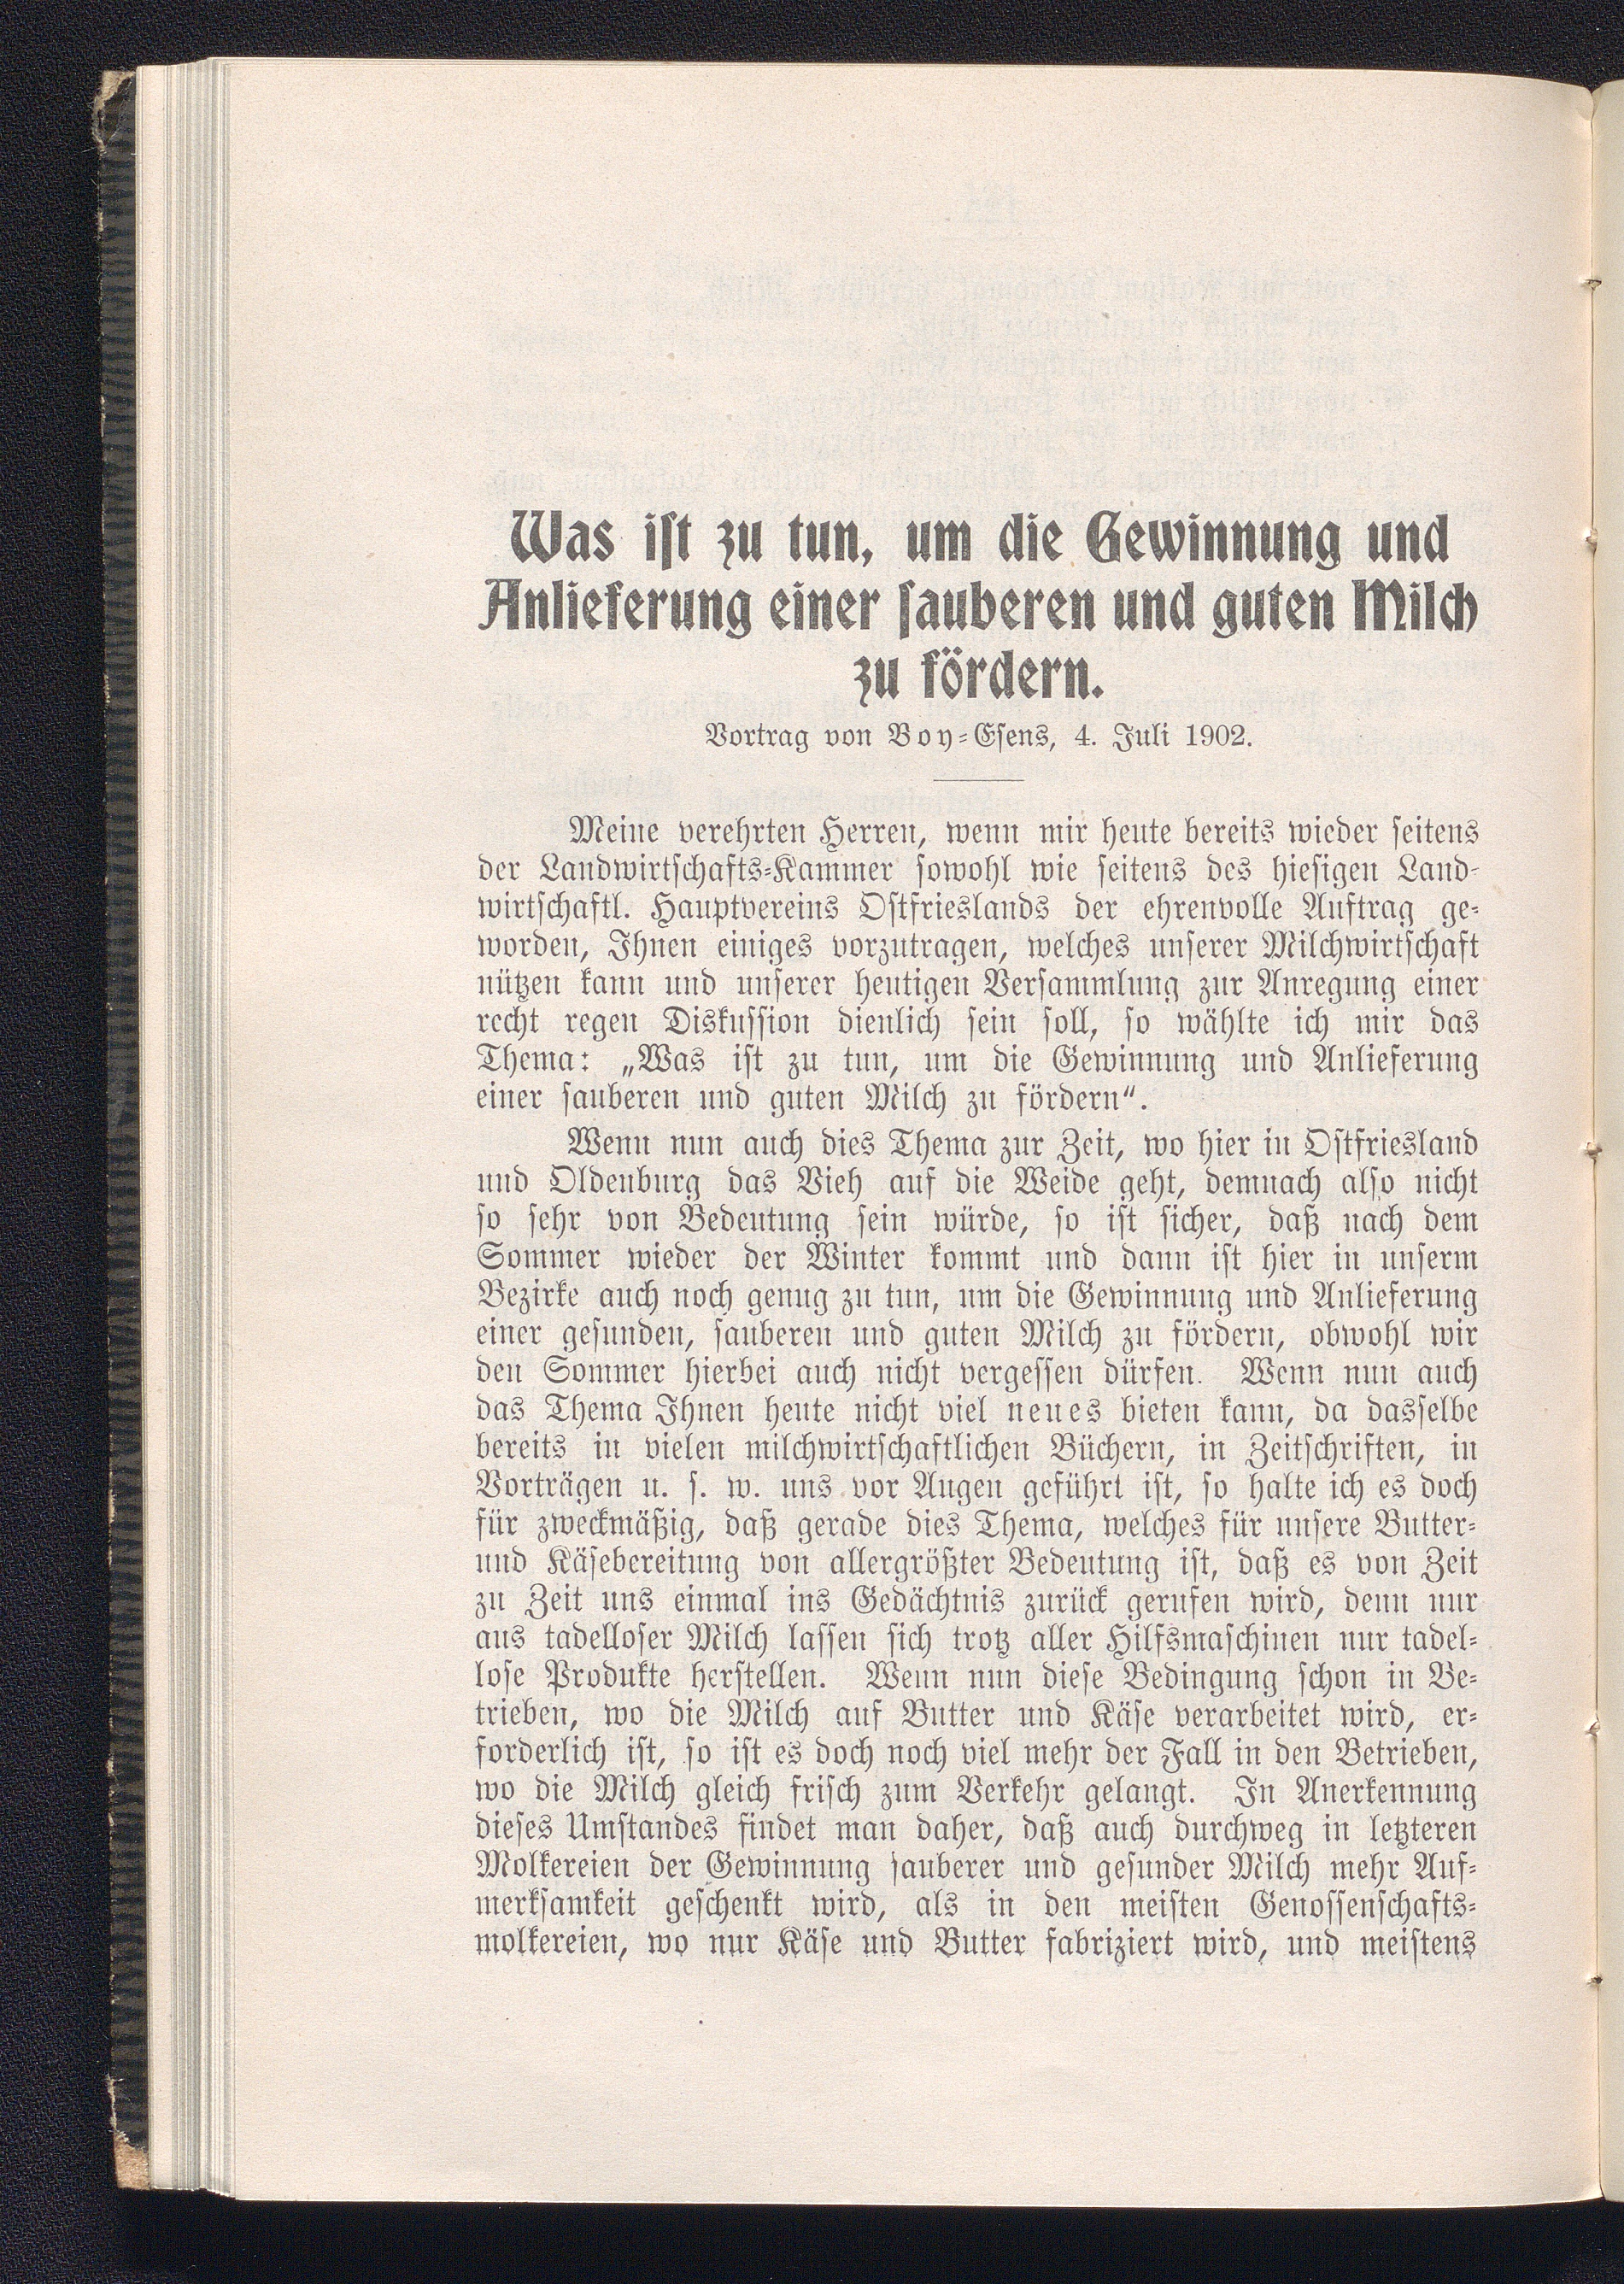 Was ist zu tun, um die Gewinnung und
Anlieferung einer sauberen und guten Milch
zu fördern.
Vortrag von Boy-Esens, 4. Juli 1902.
Meine verehrten Herren, wenn mir heute bereits wieder seitens
der Landwirtschafts-Kammer sowohl wie seitens des hiesigen Land-
wirtschaftl. Hauptvereins Ostfrieslands der ehrenvolle Auftrag ge-
worden, Ihnen einiges vorzutragen, welches unserer Milchwirtschaft
nützen kann und unserer heutigen Versammlung zur Anregung einer
recht regen Diskussion dienlich sein soll, so wählte ich mir das
Thema: „Was ist zu tun, um die Gewinnung und Anlieferung
einer sauberen und guten Milch zu fördern“.
Wenn nun auch dies Thema zur Zeit, wo hier in Ostfriesland
und Oldenburg das Vieh auf die Weide geht, demnach also nicht
so sehr von Bedeutung sein würde, so ist sicher, daß nach dem
Sommer wieder der Winter kommt und dann ist hier in unserm
Bezirke auch noch genug zu tun, um die Gewinnung und Anlieferung
einer gesunden, sauberen und guten Milch zu fördern, obwohl wir
den Sommer hierbei auch nicht vergessen dürfen. Wenn nun auch
das Thema Ihnen heute nicht viel neues bieten kann, da dasselbe
bereits in vielen milchwirtschaftlichen Büchern, in Zeitschriften, in
Vorträgen u. s. w. uns vor Augen geführt ist, so halte ich es doch
für zweckmäßig, daß gerade dies Thema, welches für unsere Butter-
und Käsebereitung von allergrößter Bedeutung ist, daß es von Zeit
zu Zeit uns einmal ins Gedächtnis zurück gerufen wird, denn nur
aus tadelloser Milch lassen sich trotz aller Hilfsmaschinen nur tadel-
lose Produkte herstellen. Wenn nun diese Bedingung schon in Be-
trieben, wo die Milch auf Butter und Käse verarbeitet wird, er-
forderlich ist, so ist es doch noch viel mehr der Fall in den Betrieben,
wo die Milch gleich frisch zum Verkehr gelangt. In Anerkennung
dieses Umstandes findet man daher, daß auch durchweg in letzteren
Molkereien der Gewinnung sauberer und gesunder Milch mehr Auf-
merksamkeit geschenkt wird, als in den meisten Genossenschafts-
molkereien, wo nur Käse und Butter fabriziert wird, und meistens